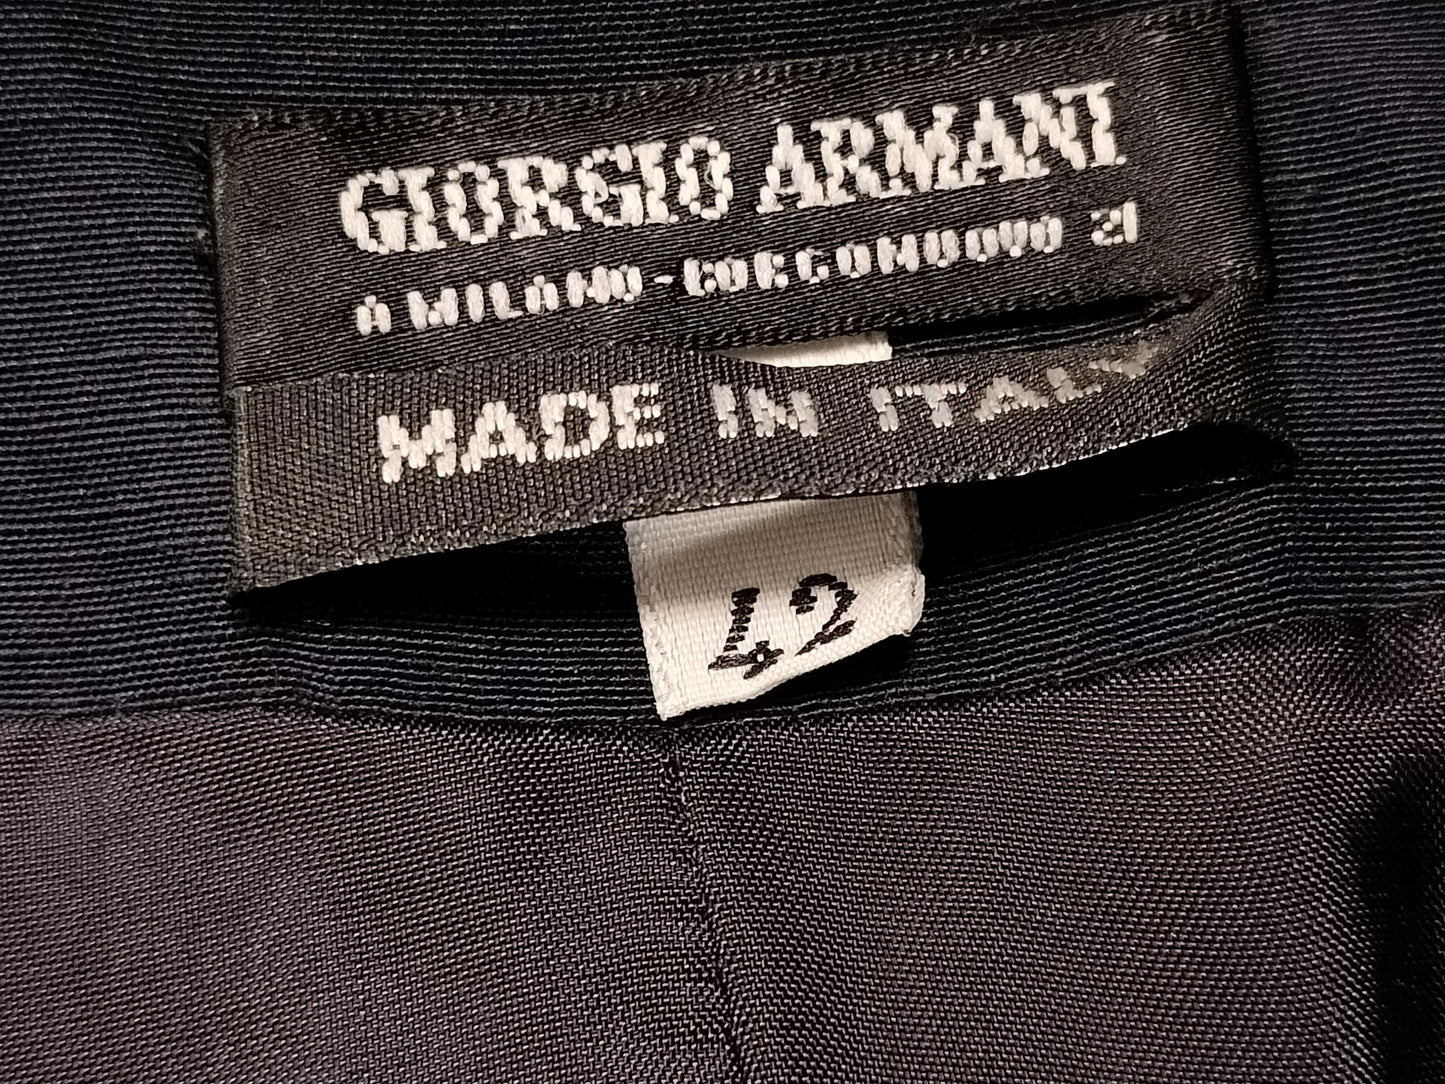 GIORGIO ARMANI
A MILANO-BORGONUOVO 21
MADE IN ITALY
42